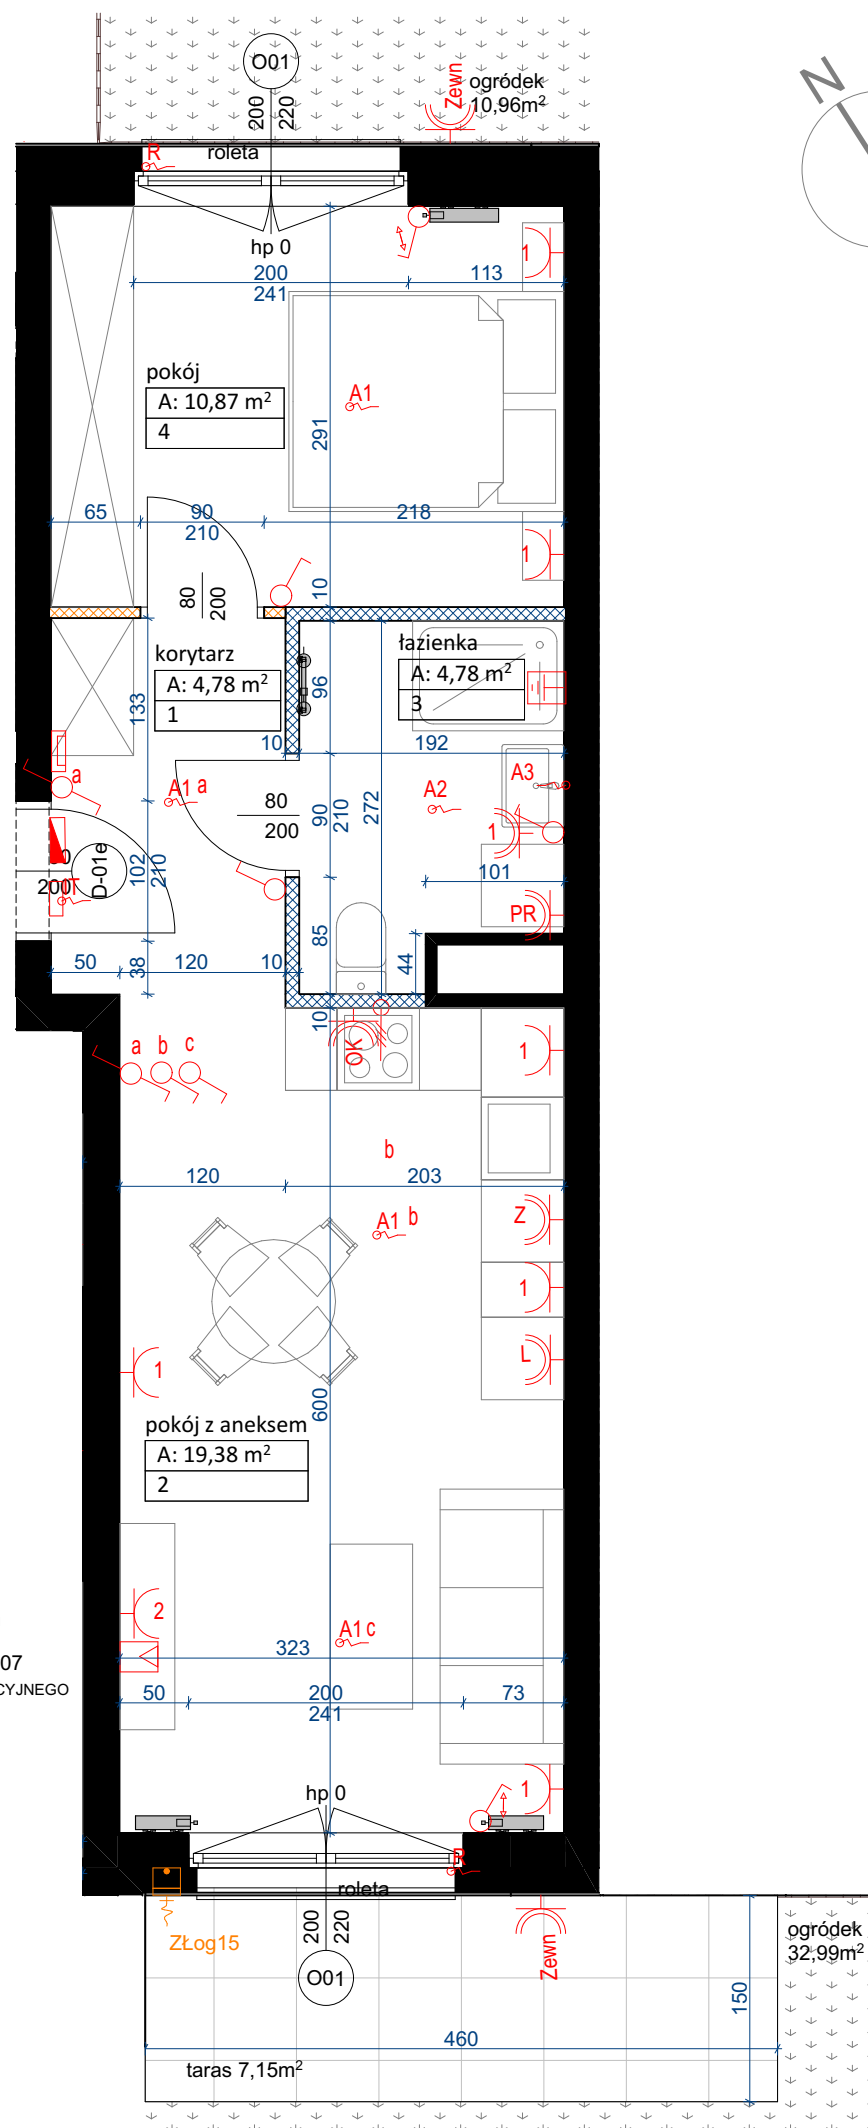 O01
Zewn
ogródek
10,96m²
N
200
220
R
roleta
hp 0
1
200
241
113
pokój
A: 10,87 m²
4
A1
291
65
90
210
218
1
80
200
10
korytarz
A: 4,78 m²
1
łazienka
A: 4,78 m²
3
96
133
10
192
a
A1 a
A2
A3
80
200
90
210
272
1
102
210
D-01e
200
T
101
PR
85
44
50
120
38
10
10
OK
1
a b c
b
120
203
A1 b
Z
1
L
1
600
pokój z aneksem
A: 19,38 m²
2
2
A1 c
323
07
CYJNEGO
50
200
241
73
hp 0
1
R
roleta
ZŁog15
200
220
O01
Zewn
ogródek
32,99m²
150
460
taras 7,15m²